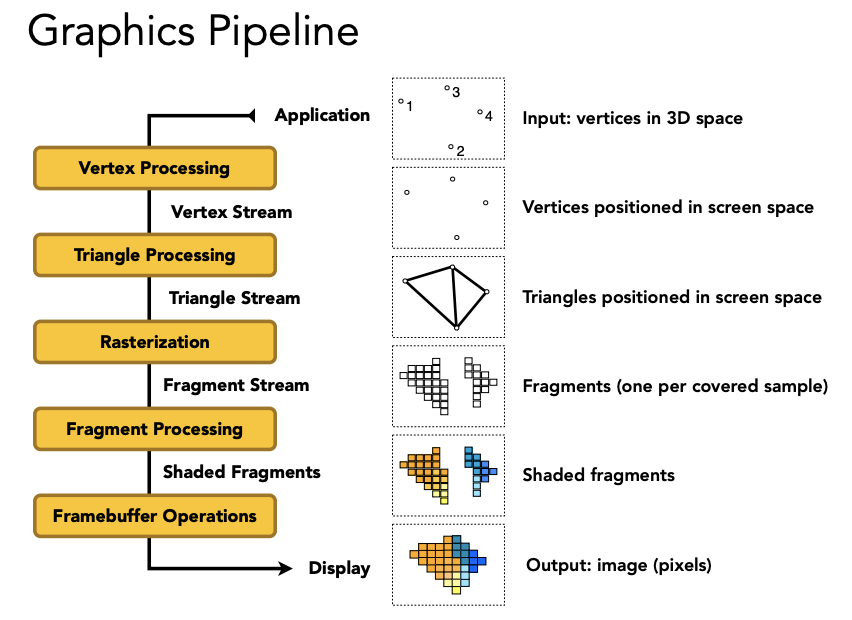 Graphics Pipeline
Application
1
3
4
2
Input: vertices in 3D space
Vertex Processing
Vertex Stream
Vertices positioned in screen space
Triangle Processing
Triangle Stream
Triangles positioned in screen space
Rasterization
Fragment Stream
Fragments (one per covered sample)
Fragment Processing
Shaded Fragments
Shaded fragments
Framebuffer Operations
Display
Output: image (pixels)